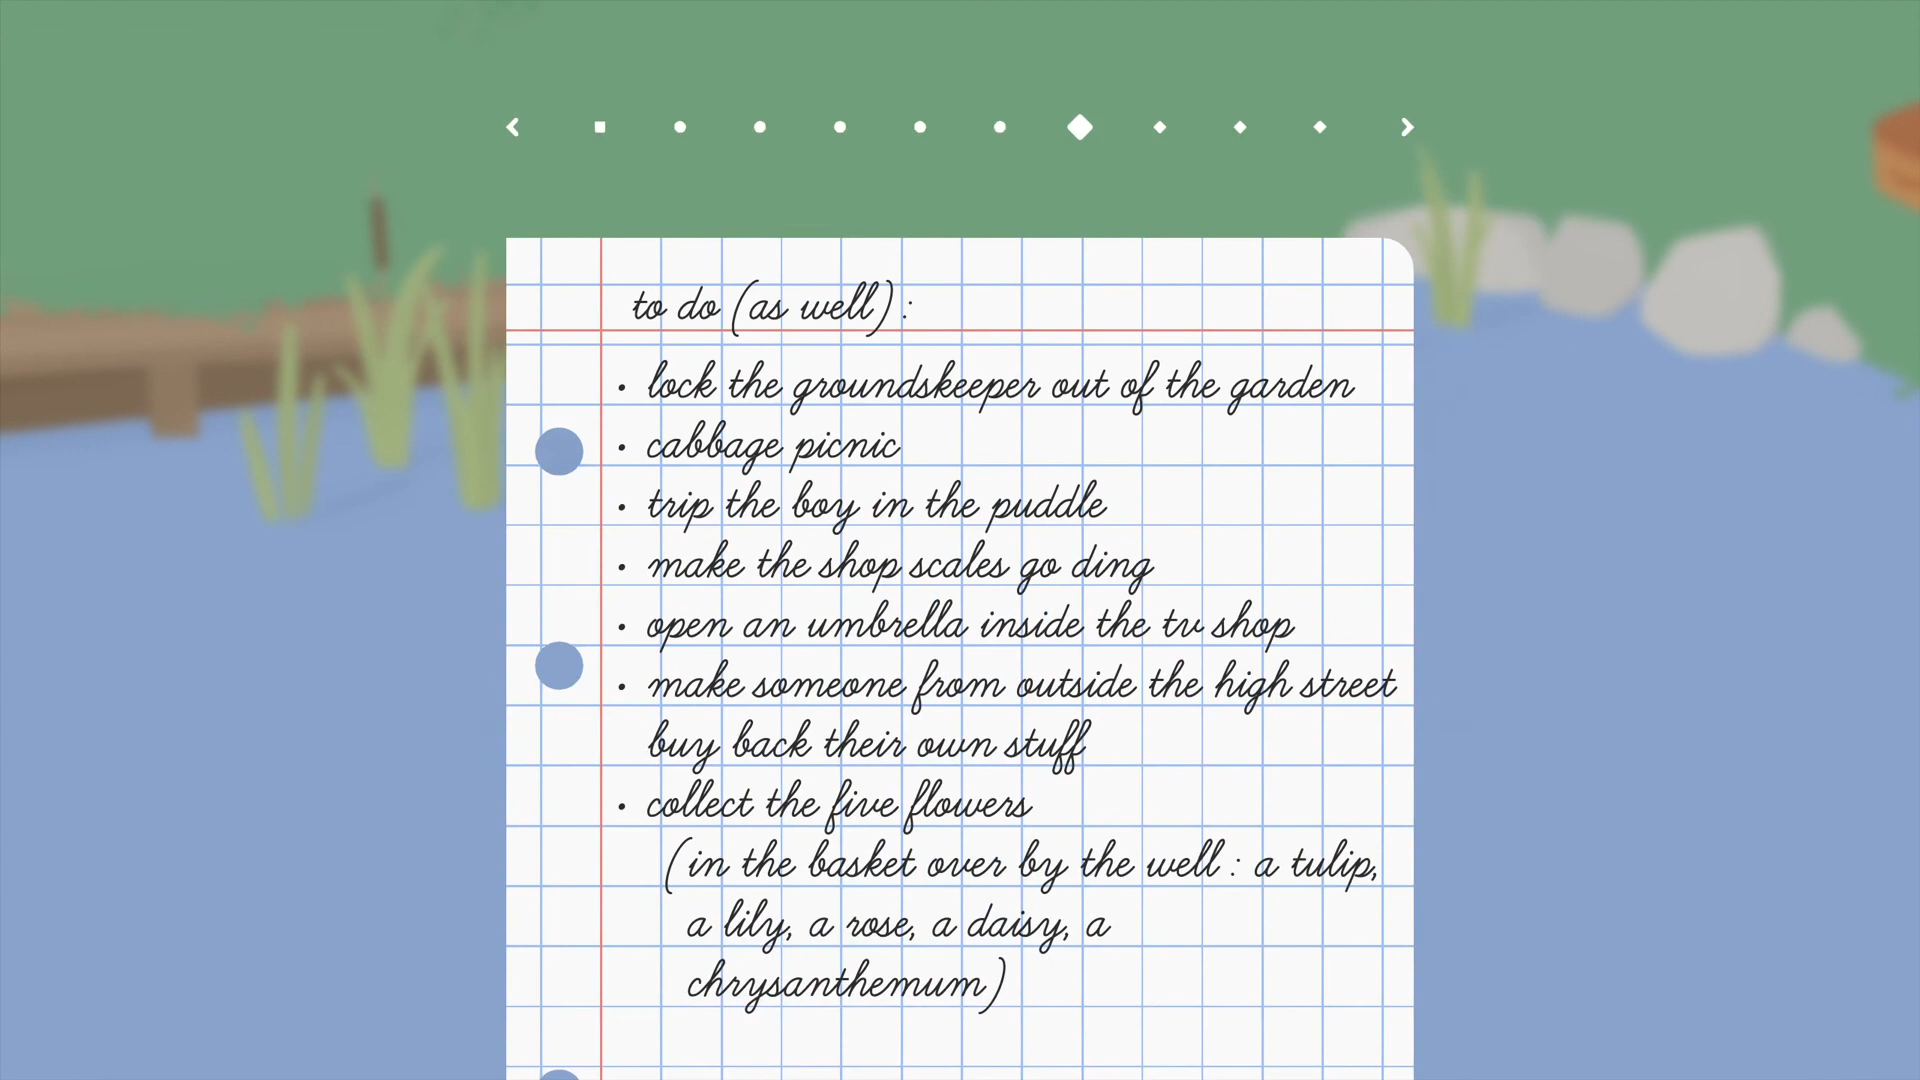 to do (as well) :
• lock the groundskeeper out of the garden
• cabbage picnic
• trip the boy in the puddle
• make the shop scales go ding
• open an umbrella inside the tv shop
• make someone from outside the high street
buy back their own stuff
• collect the five flowers
(in the basket over by the well : a tulip,
a lily, a rose, a daisy, a
chrysanthemum)